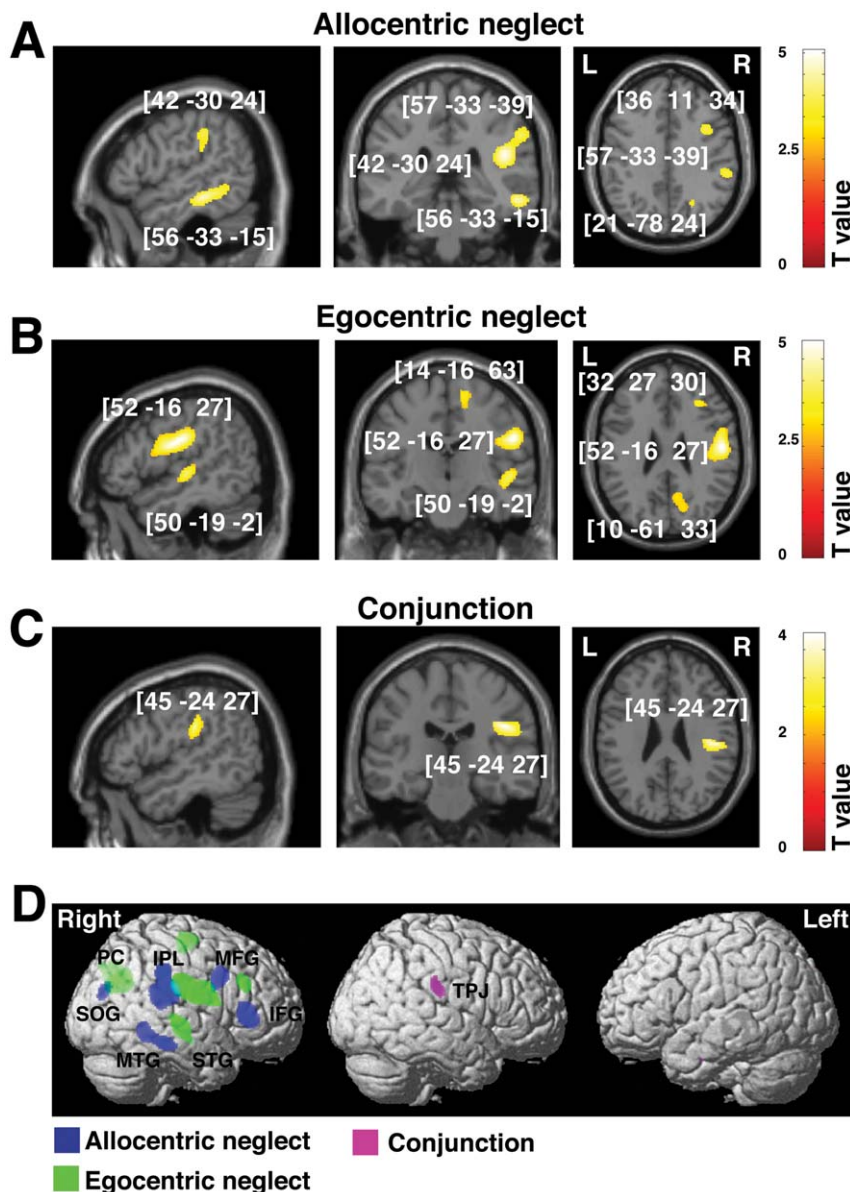 A
Allocentric neglect
[42 -30 24]
[56 -33 -15]
[57 -33 -39]
[42 -30 24]
[56 -33 -15]
L R
[36 11 34]
[57 -33 -39]
[21 -78 24]
5
2.5
0
T value
B
Egocentric neglect
[52 -16 27]
[50 -19 -2]
[14 -16 63]
[52 -16 27]
[50 -19 -2]
L R
[32 27 30]
[52 -16 27]
[10 -61 33]
5
2.5
0
T value
C
Conjunction
[45 -24 27]
[45 -24 27]
L R
[45 -24 27]
4
2
0
T value
D
Right
PC IPL MFG
SOG IFG
MTG STG
TPJ
Left
Allocentric neglect
Conjunction
Egocentric neglect